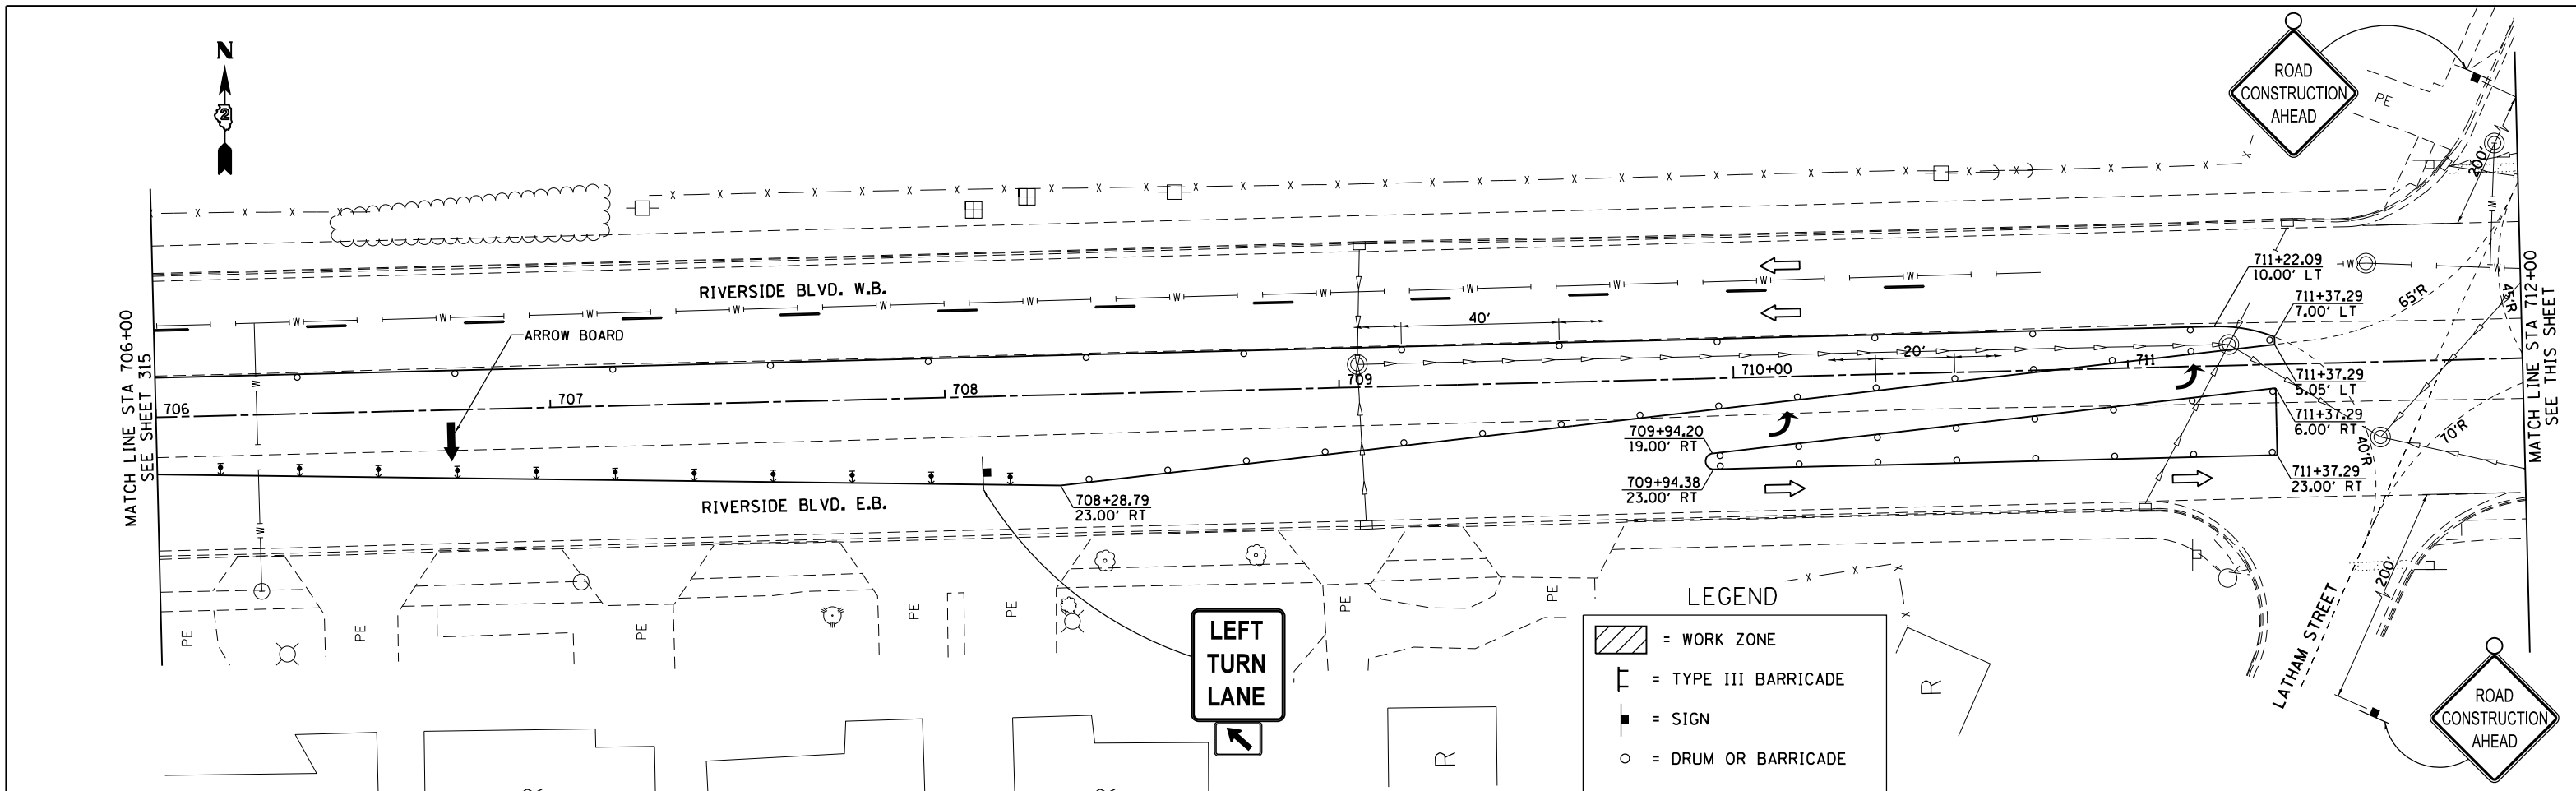 N
2
ROAD
CONSTRUCTION
AHEAD
PE
200'
MATCH LINE STA 706+00
SEE SHEET 315
RIVERSIDE BLVD. W.B.
ARROW BOARD
40'
20'
711+22.09
10.00' LT
711+37.29
7.00' LT
711+37.29
5.05' LT
711+37.29
6.00' RT
711+37.29
23.00' RT
65'R
45'R
70'R
40'R
MATCH LINE STA 712+00
SEE THIS SHEET
706
707
708
709
710+00
711
709+94.20
19.00' RT
709+94.38
23.00' RT
708+28.79
23.00' RT
RIVERSIDE BLVD. E.B.
PE
PE
PE
PE
PE
PE
PE
LEFT
TURN
LANE
LEGEND
= WORK ZONE
= TYPE III BARRICADE
= SIGN
= DRUM OR BARRICADE
R
R
LATHAM STREET
200'
ROAD
CONSTRUCTION
AHEAD